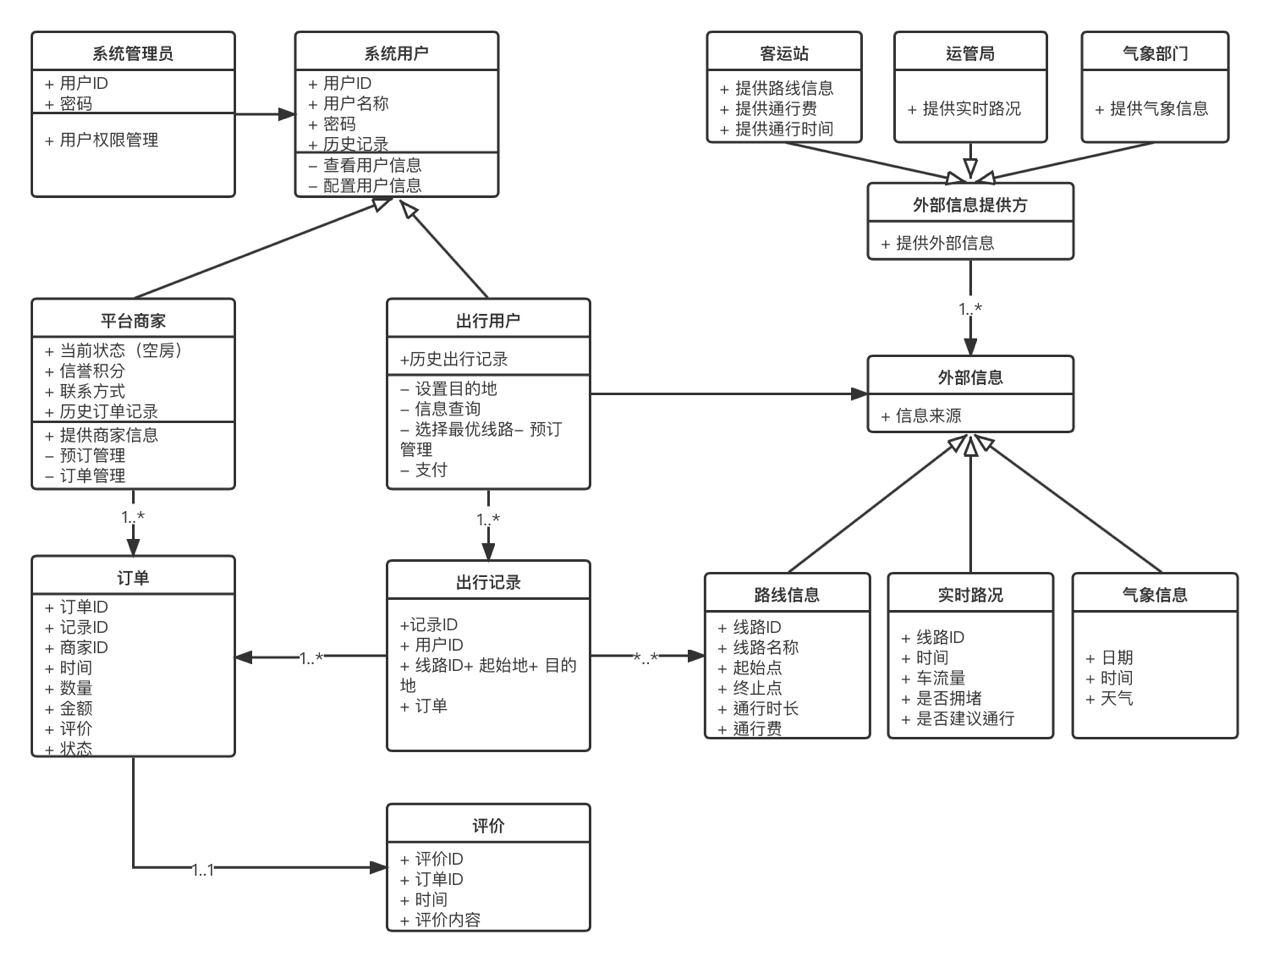 系统管理员
+ 用户ID
+ 密码
+ 用户权限管理
系统用户
+ 用户ID
+ 用户名称
+ 密码
+ 历史记录
– 查看用户信息
– 配置用户信息
客运站
+ 提供路线信息
+ 提供通行费
+ 提供通行时间
运管局
+ 提供实时路况
气象部门
+ 提供气象信息
外部信息提供方
+ 提供外部信息
1..*
平台商家
+ 当前状态（空房）
+ 信誉积分
+ 联系方式
+ 历史订单记录
+ 提供商家信息
– 预订管理
– 订单管理
1..*
出行用户
+历史出行记录
– 设置目的地
– 信息查询
– 选择最优线路– 预订
管理
– 支付
1..*
外部信息
+ 信息来源
订单
+ 订单ID
+ 记录ID
+ 商家ID
+ 时间
+ 数量
+ 金额
+ 评价
+ 状态
1..*
出行记录
+记录ID
+ 用户ID
+ 线路ID+ 起始地+ 目的
地
+ 订单
*..*
路线信息
+ 线路ID
+ 线路名称
+ 起始点
+ 终止点
+ 通行时长
+ 通行费
实时路况
+ 线路ID
+ 时间
+ 车流量
+ 是否拥堵
+ 是否建议通行
气象信息
+ 日期
+ 时间
+ 天气
1..1
评价
+ 评价ID
+ 订单ID
+ 时间
+ 评价内容